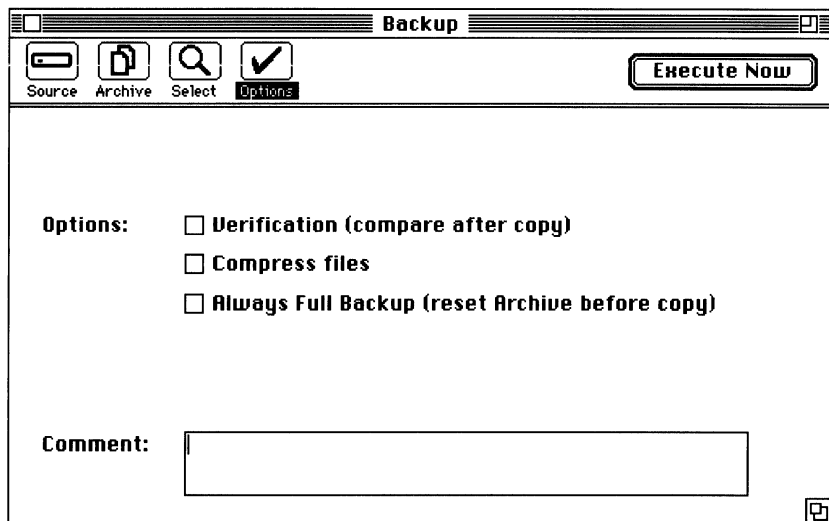 Backup
Source Archive Select Options
Execute Now
Options:
Verification (compare after copy)
Compress files
Always Full Backup (reset Archive before copy)
Comment: